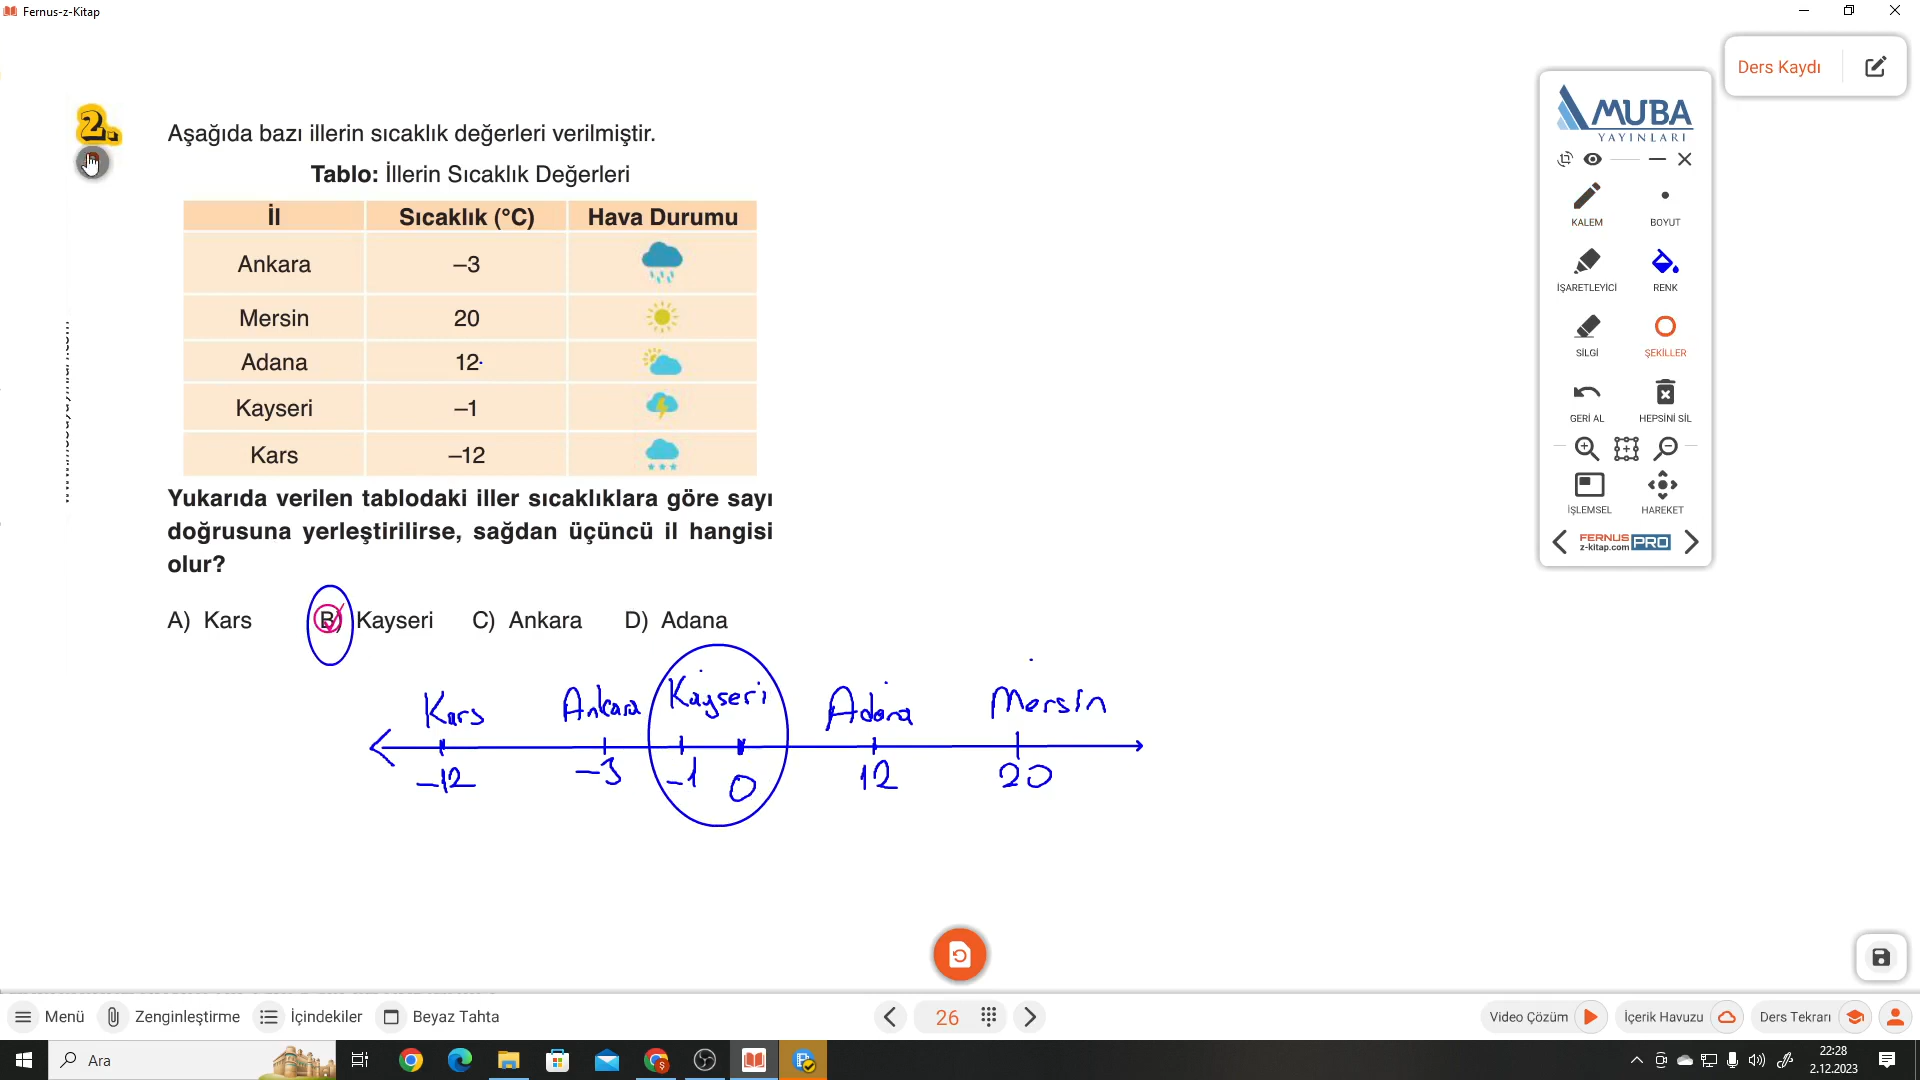 Fernus-z-Kitap
Ders Kaydı
2.
Aşağıda bazı illerin sıcaklık değerleri verilmiştir.
Tablo: İllerin Sıcaklık Değerleri
İl Sıcaklık (°C) Hava Durumu
Ankara –3
Mersin 20
Adana 12
Kayseri –1
Kars –12
Yukarıda verilen tablodaki iller sıcaklıklara göre sayı
doğrusuna yerleştirilirse, sağdan üçüncü il hangisi
olur?
A) Kars B) Kayseri C) Ankara D) Adana
Kars Ankara Kayseri Adana Mersin
-12 -3 -1 0 12 20
MUBA
YAYINLARI
KALEM BOYUT
İŞARETLEYİCİ RENK
SİLGİ ŞEKİLLER
GERİ AL HEPSİNİ SİL
İŞLEMSEL HAREKET
FERNUS
z-kitap.com PRO
Menü Zenginleştirme İçindekiler Beyaz Tahta 26 Video Çözüm İçerik Havuzu Ders Tekrarı
Ara
22:28
2.12.2023